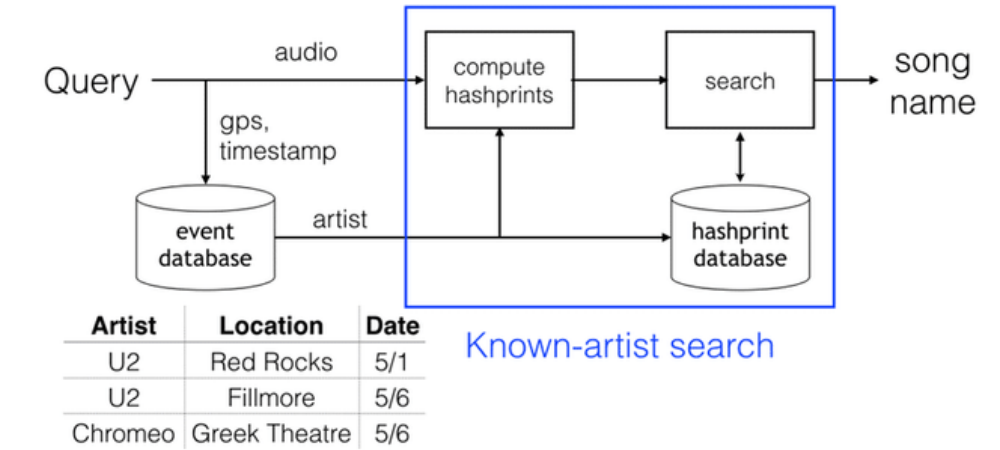 Query
audio
gps,
timestamp
compute
hashprints
search
song
name
event
database
artist
hashprint
database
Known-artist search
Artist Location Date
U2 Red Rocks 5/1
U2 Fillmore 5/6
Chromeo Greek Theatre 5/6